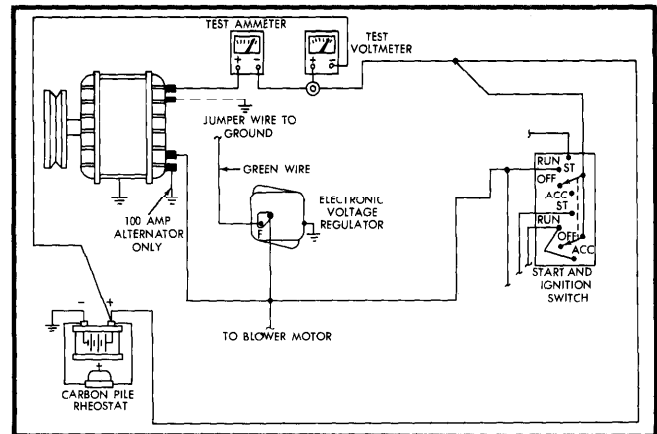 TEST AMMETER
TEST
VOLTMETER
+ -
+ -
JUMPER WIRE TO
GROUND
GREEN WIRE
100 AMP
ALTERNATOR
ONLY
ELECTRONIC
VOLTAGE
REGULATOR
F
RUN
ST
OFF
ACC
ST
RUN
OFF
ACC
START AND
IGNITION
SWITCH
- +
TO BLOWER MOTOR
+
CARBON PILE
RHEOSTAT